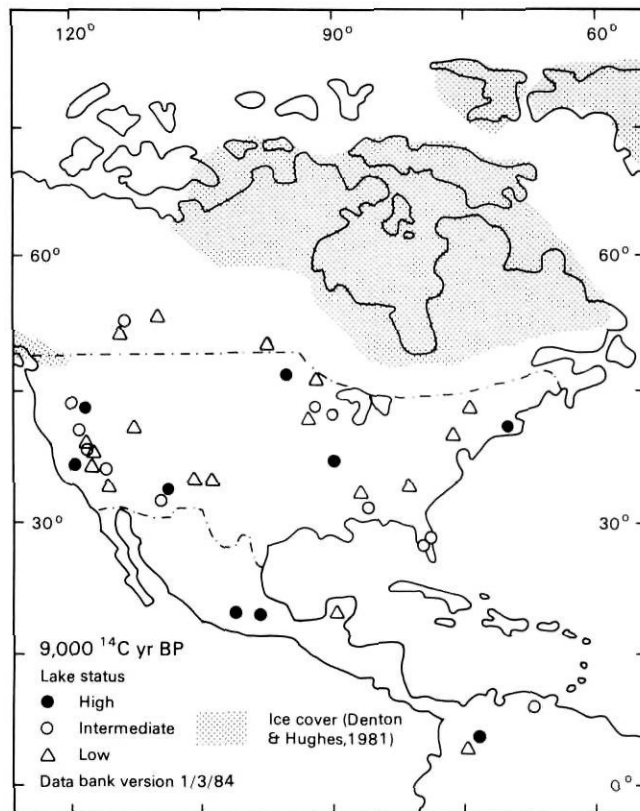 120° 90° 60°
60° 60°
30° 30°
9,000 ¹⁴C yr BP
Lake status
High
Intermediate
Low
Ice cover (Denton
& Hughes,1981)
Data bank version 1/3/84
0°